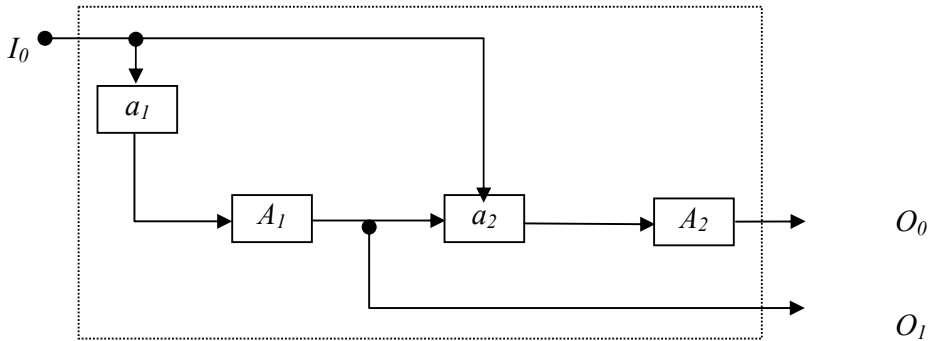 I₀
a₁
A₁
a₂
A₂
O₀
O₁